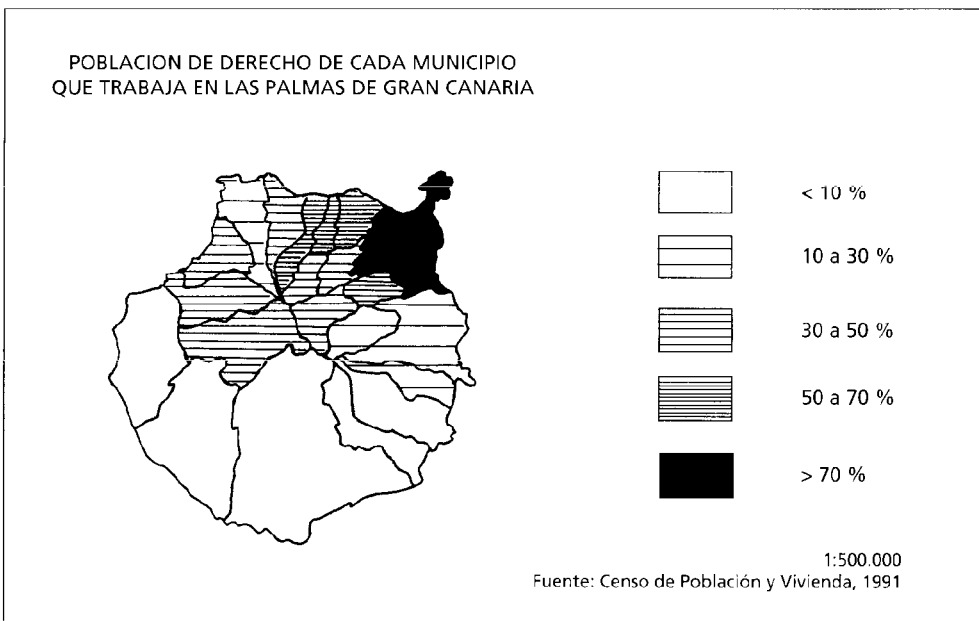 POBLACION DE DERECHO DE CADA MUNICIPIO
QUE TRABAJA EN LAS PALMAS DE GRAN CANARIA
< 10 %
10 a 30 %
30 a 50 %
50 a 70 %
> 70 %
1:500.000
Fuente: Censo de Población y Vivienda, 1991